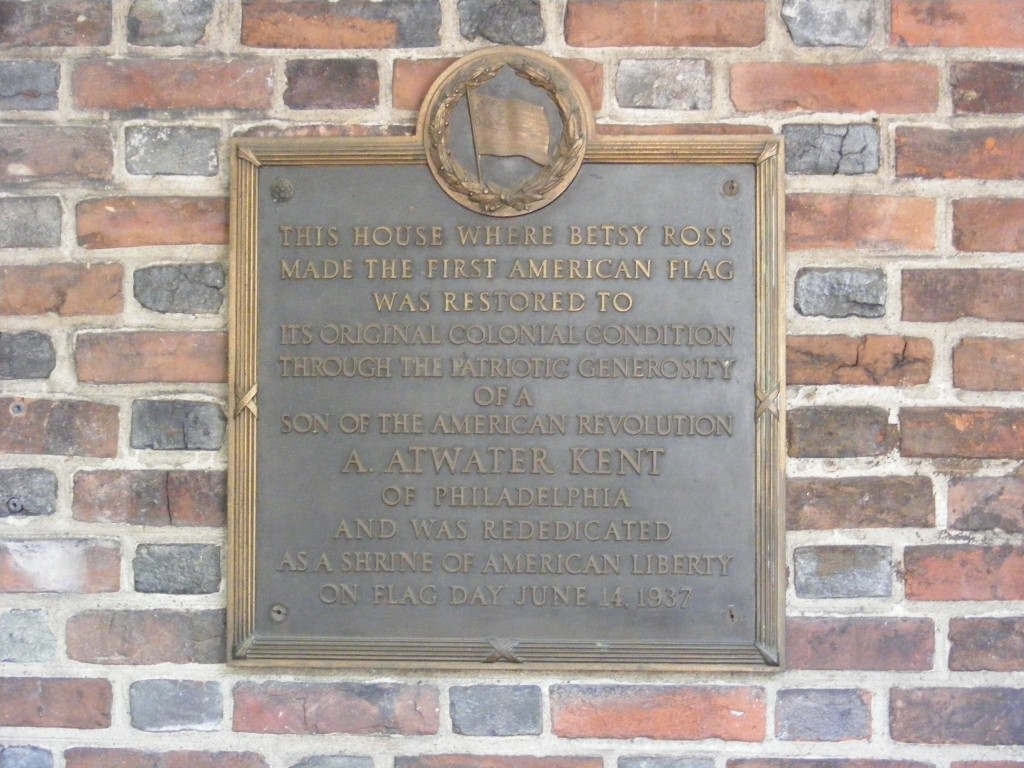 THIS HOUSE WHERE BETSY ROSS
MADE THE FIRST AMERICAN FLAG
WAS RESTORED TO
ITS ORIGINAL COLONIAL CONDITION
THROUGH THE PATRIOTIC GENEROSITY
OF A
SON OF THE AMERICAN REVOLUTION
A. ATWATER KENT
OF PHILADELPHIA
AND WAS REDEDICATED
AS A SHRINE OF AMERICAN LIBERTY
ON FLAG DAY JUNE 14, 1937